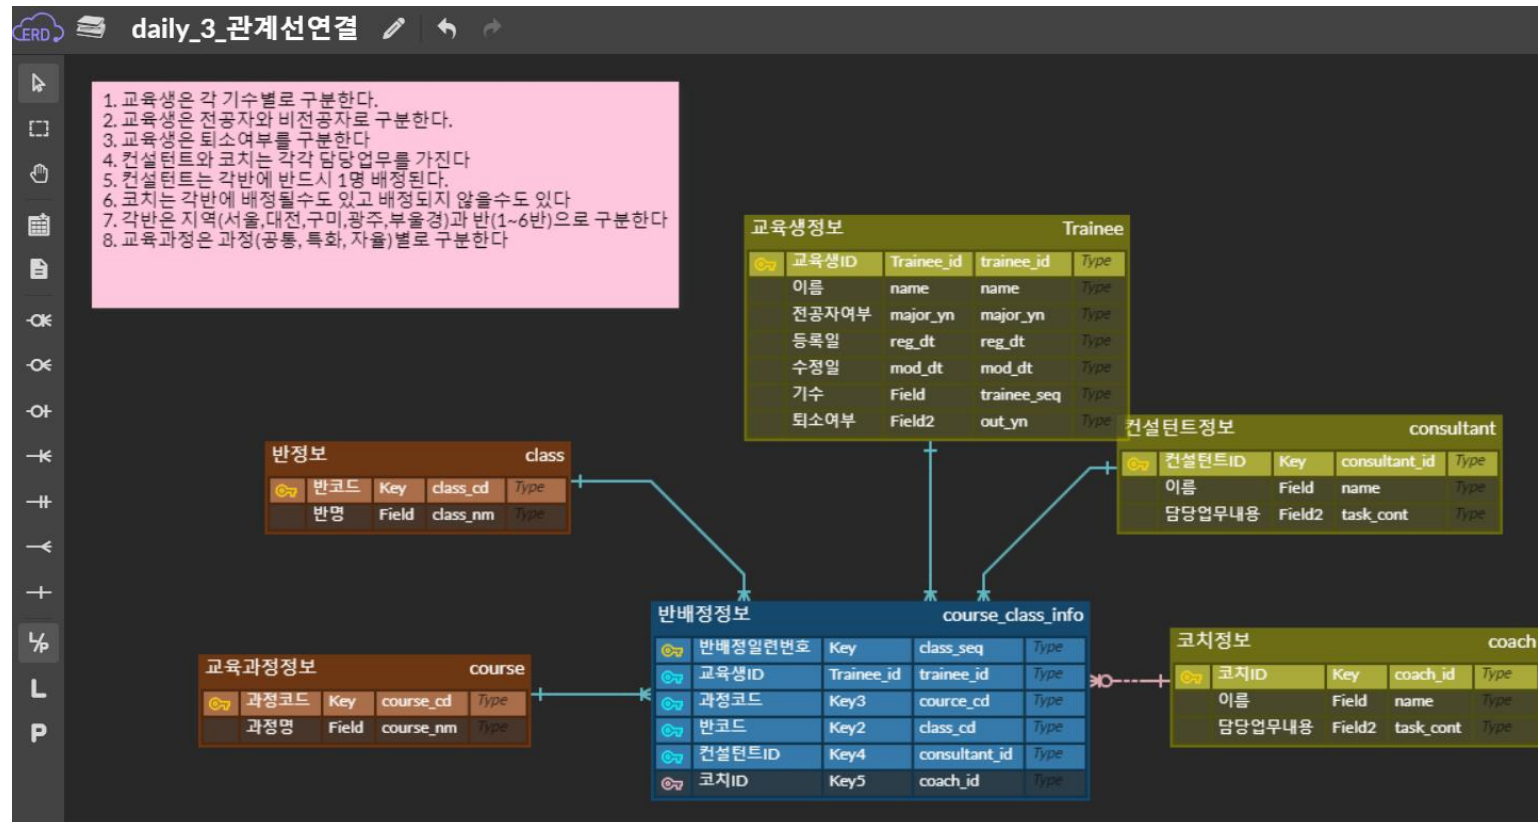 ERD
daily_3_관계선연결
1. 교육생은 각 기수별로 구분한다.
2. 교육생은 전공자와 비전공자로 구분한다.
3. 교육생은 퇴소여부를 구분한다
4. 컨설턴트와 코치는 각각 담당업무를 가진다
5. 컨설턴트는 각반에 반드시 1명 배정된다.
6. 코치는 각반에 배정될수도 있고 배정되지 않을수도 있다
7. 각반은 지역(서울,대전,구미,광주,부울경)과 반(1~6반)으로 구분한다
8. 교육과정은 과정(공통, 특화, 자율)별로 구분한다
교육생정보 Trainee
교육생ID Trainee_id trainee_id Type
이름 name name Type
전공자여부 major_yn major_yn Type
등록일 reg_dt reg_dt Type
수정일 mod_dt mod_dt Type
기수 Field trainee_seq Type
퇴소여부 Field2 out_yn Type
컨설턴트정보 consultant
컨설턴트ID Key consultant_id Type
이름 Field name Type
담당업무내용 Field2 task_cont Type
반정보 class
반코드 Key class_cd Type
반명 Field class_nm Type
반배정정보 course_class_info
반배정일련번호 Key class_seq Type
교육생ID Trainee_id trainee_id Type
과정코드 Key3 cource_cd Type
반코드 Key2 class_cd Type
컨설턴트ID Key4 consultant_id Type
코치ID Key5 coach_id Type
교육과정정보 course
과정코드 Key course_cd Type
과정명 Field course_nm Type
코치정보 coach
코치ID Key coach_id Type
이름 Field name Type
담당업무내용 Field2 task_cont Type
L/P
L
P